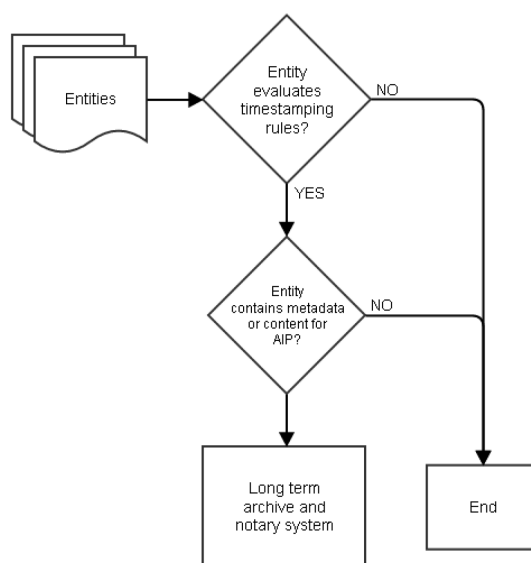 Entities
Entity
evaluates
timestamping
rules?
NO
YES
Entity
contains metadata
or content for
AIP?
NO
Long term
archive and
notary system
End